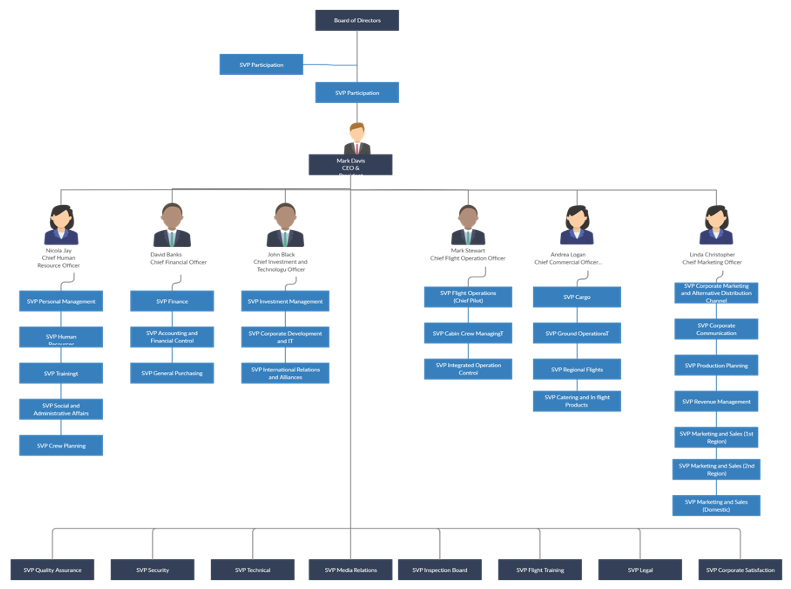 Board of Directors
SVP Participation
SVP Participation
Mark Davis
CEO &
President
Nicola Jay
Chief Human
Resource Officer
David Banks
Chief Financial Officer
John Black
Chief Investment and
Technologu Officer
Mark Stewart
Chief Flight Operation Officer
Andrea Logan
Chief Commercial Officer...
Linda Christopher
Cheif Marketing Officer
SVP Personal Management
SVP Human
Resources
SVP Trainingt
SVP Social and
Administrative Affairs
SVP Crew Planning
SVP Finance
SVP Accounting and
Financial Control
SVP General Purchasing
SVP Investment Management
SVP Corporate Development
and IT
SVP International Relations
and Alliances
SVP Flight Operations
(Chief Pilot)
SVP Cabin Crew ManagingT
SVP Integrated Operation
Control
SVP Cargo
SVP Ground OperationsT
SVP Regional Flights
SVP Catering and In flight
Products
SVP Corporate Marketing
and Alternative Distribution
Channel
SVP Corporate
Communication
SVP Production Planning
SVP Revenue Management
SVP Marketing and Sales (1st
Region)
SVP Marketing and Sales (2nd
Region)
SVP Marketing and Sales
(Domestic)
SVP Quality Assurance
SVP Security
SVP Technical
SVP Media Relations
SVP Inspection Board
SVP Flight Training
SVP Legal
SVP Corporate Satisfaction